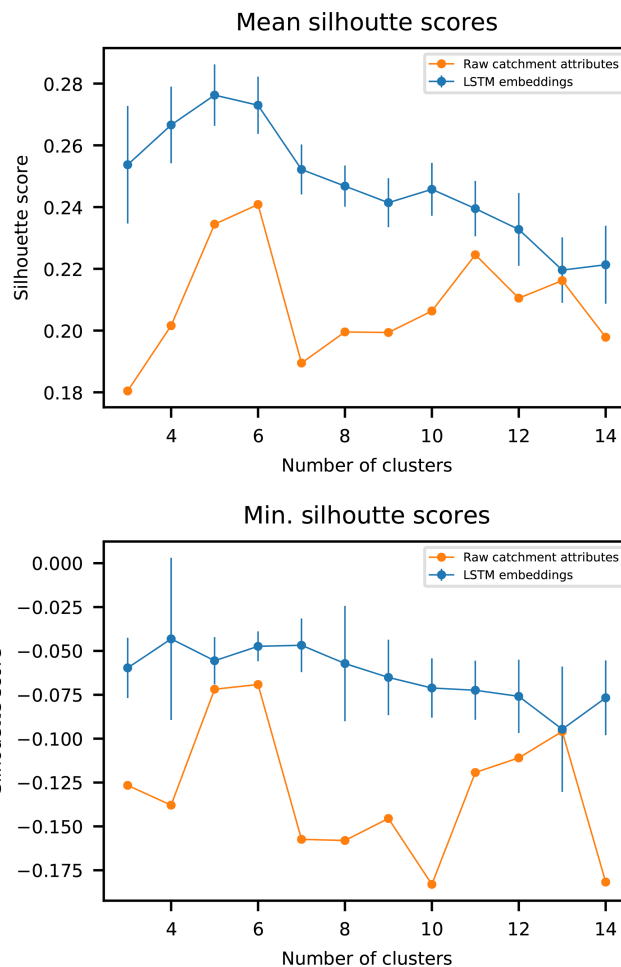 Mean silhoutte scores
Raw catchment attributes
LSTM embeddings
Silhouette score
0.28
0.26
0.24
0.22
0.20
0.18
4 6 8 10 12 14
Number of clusters
Min. silhoutte scores
Raw catchment attributes
LSTM embeddings
0.000
−0.025
−0.050
−0.075
−0.100
−0.125
−0.150
−0.175
4 6 8 10 12 14
Number of clusters